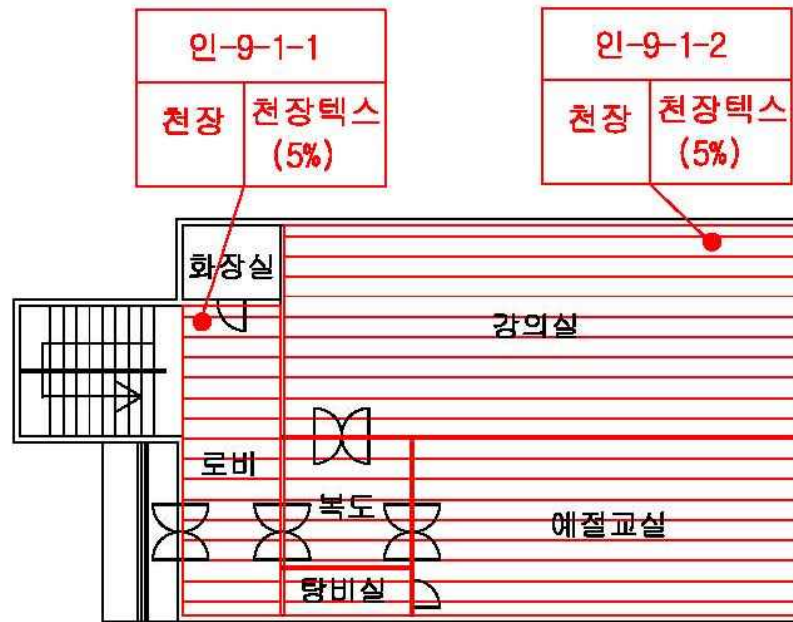 인-9-1-1
천장
천장텍스
(5%)
인-9-1-2
천장
천장텍스
(5%)
화장실
강의실
로비
복도
예절교실
탕비실